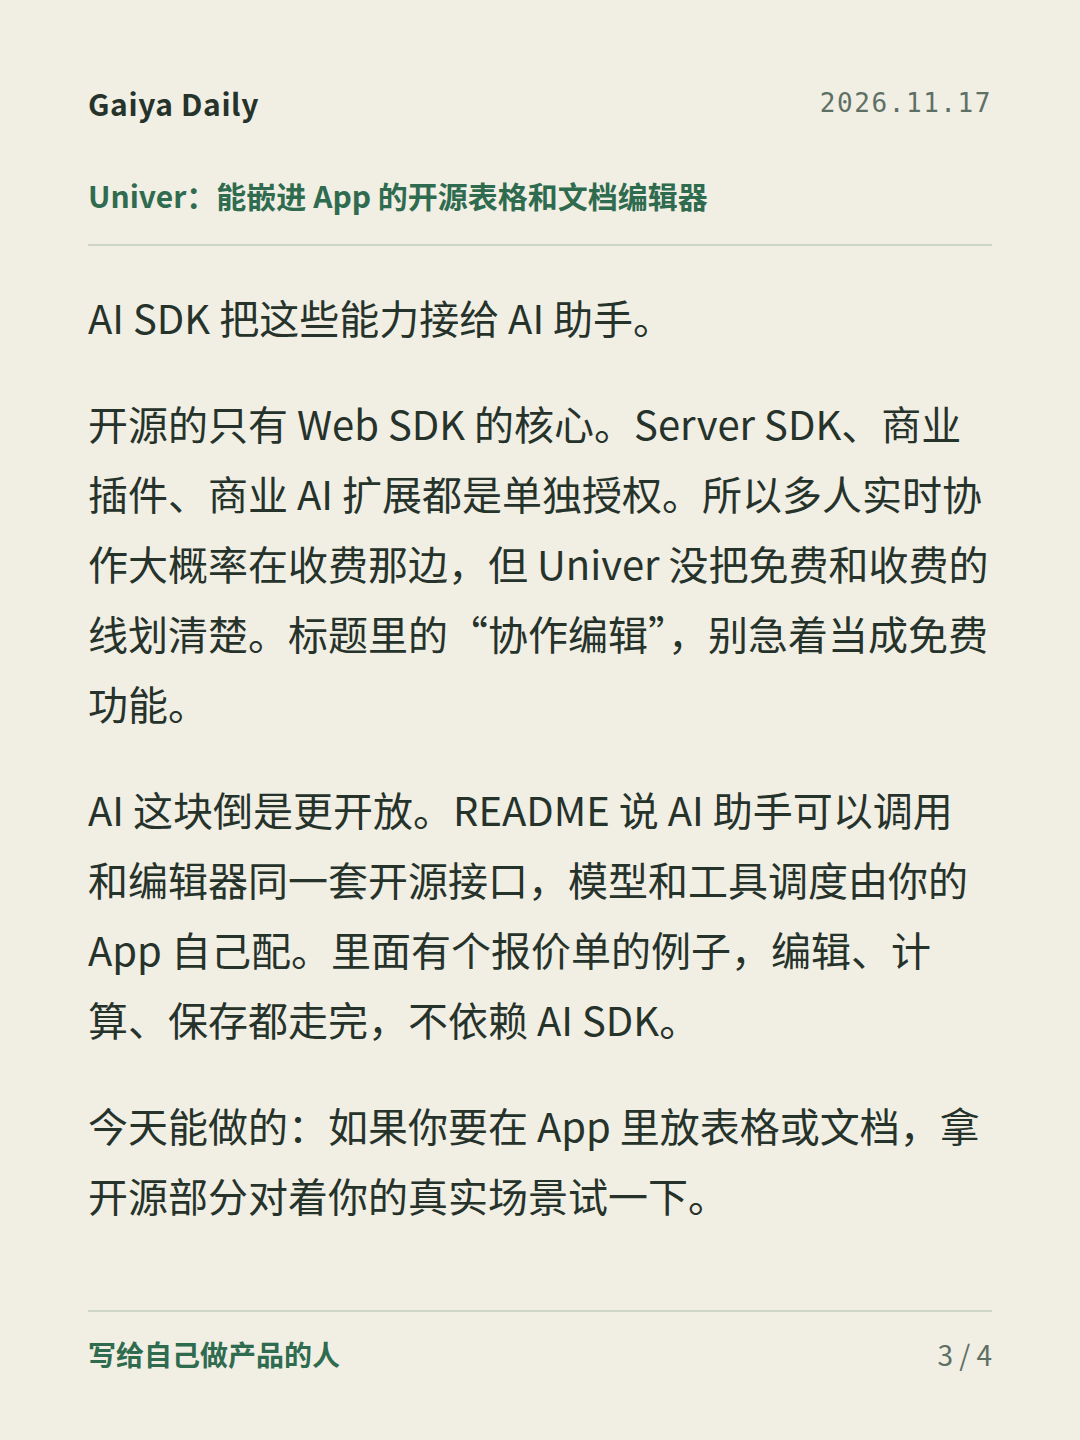 Gaiya Daily
2026.11.17
Univer：能嵌进 App 的开源表格和文档编辑器
AI SDK 把这些能力接给 AI 助手。
开源的只有 Web SDK 的核心。Server SDK、商业
插件、商业 AI 扩展都是单独授权。所以多人实时协
作大概率在收费那边，但 Univer 没把免费和收费的
线划清楚。标题里的“协作编辑”，别急着当成免费
功能。
AI 这块倒是更开放。README 说 AI 助手可以调用
和编辑器同一套开源接口，模型和工具调度由你的
App 自己配。里面有个报价单的例子，编辑、计
算、保存都走完，不依赖 AI SDK。
今天能做的：如果你要在 App 里放表格或文档，拿
开源部分对着你的真实场景试一下。
写给自己做产品的人
3 / 4